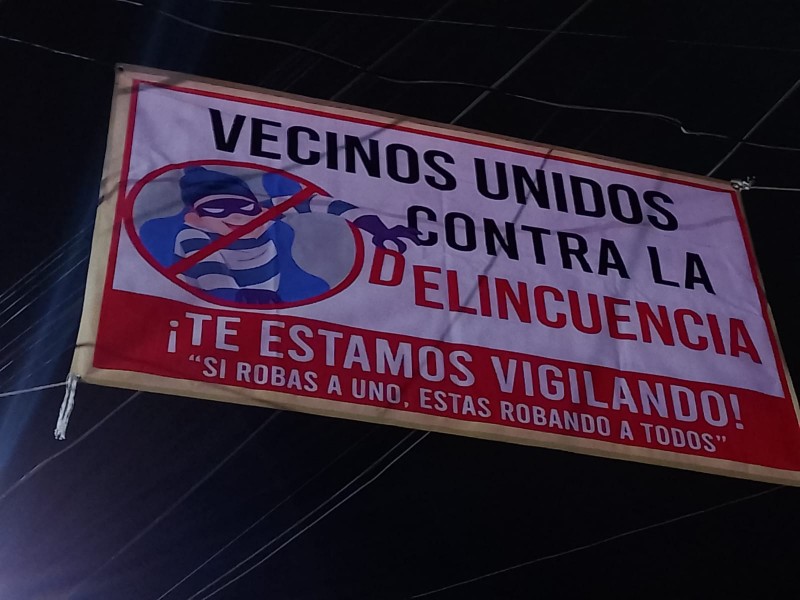 VECINOS UNIDOS
CONTRA LA
DELINCUENCIA
¡TE ESTAMOS VIGILANDO!
“SI ROBAS A UNO, ESTAS ROBANDO A TODOS”